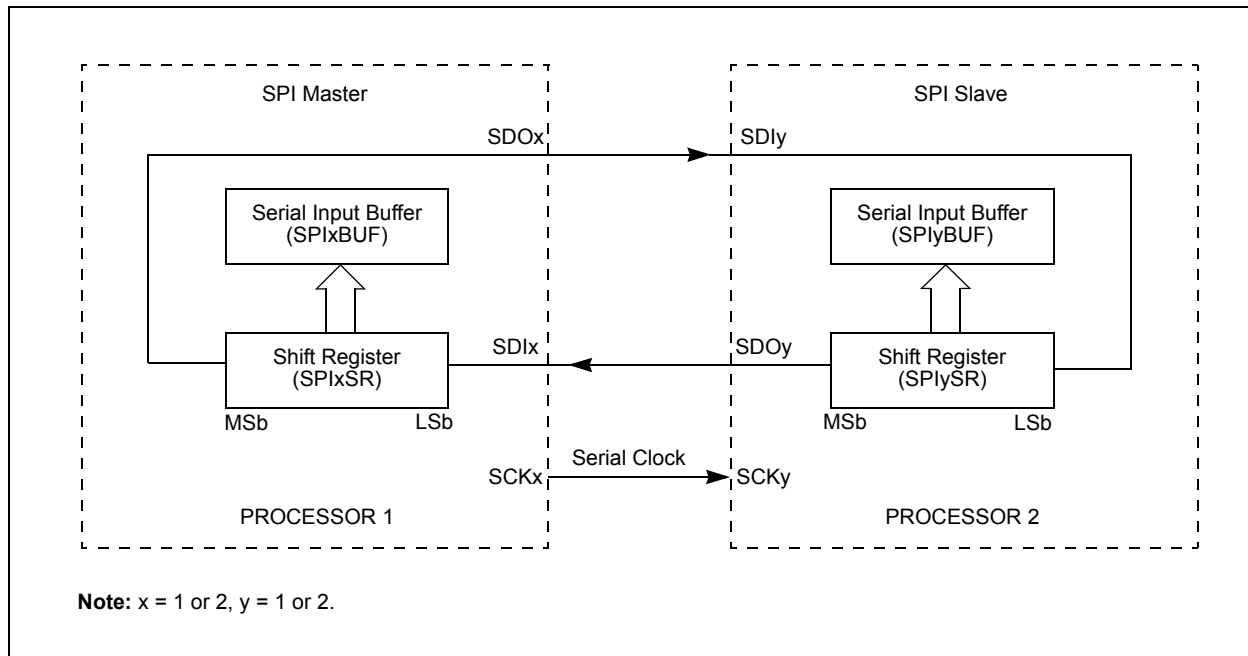 SPI Master
SPI Slave
SDOx
SDIy
Serial Input Buffer
(SPIxBUF)
Serial Input Buffer
(SPIyBUF)
Shift Register
(SPIxSR)
SDIx
SDOy
Shift Register
(SPIySR)
MSb
LSb
MSb
LSb
Serial Clock
SCKx
SCKy
PROCESSOR 1
PROCESSOR 2
Note: x = 1 or 2, y = 1 or 2.